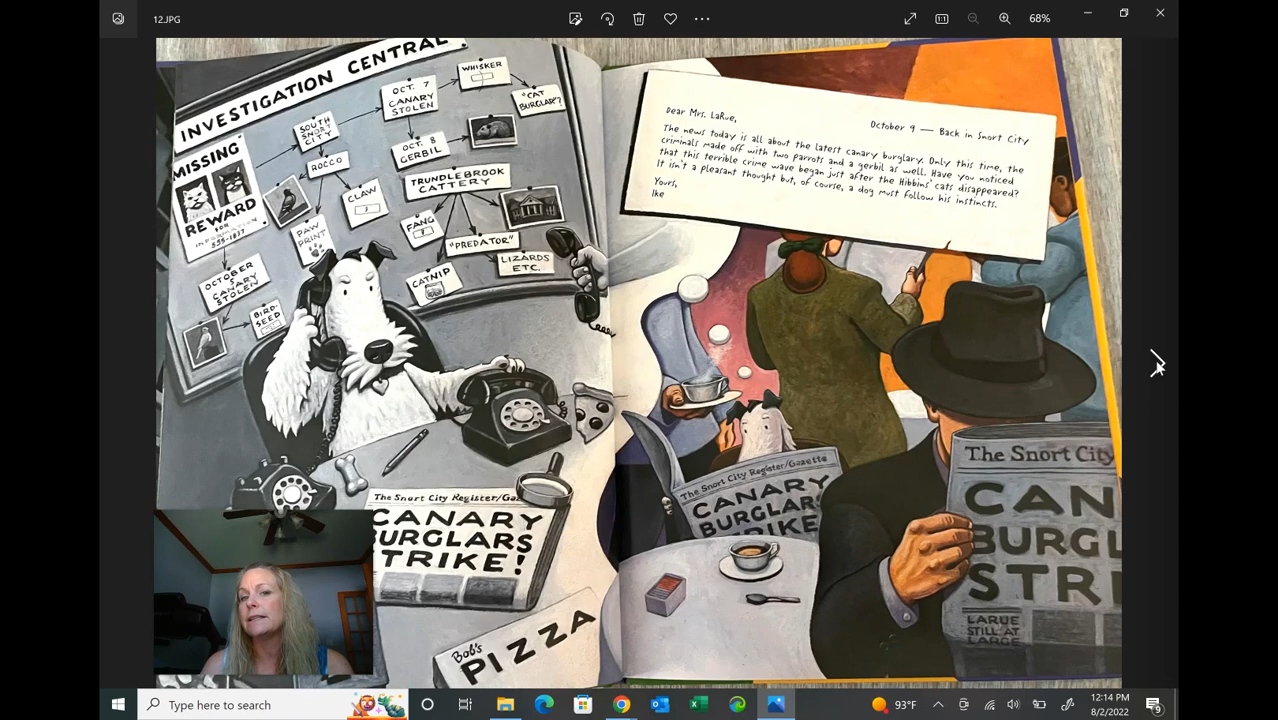 12.JPG
68%
INVESTIGATION CENTRAL
MISSING
REWARD
FOR
INFORMATION
555-1837
SOUTH
SNORT
CITY
OCT. 7
CANARY
STOLEN
WHISKER
"CAT
BURGLAR"?
ROCCO
OCT. 8
GERBIL
TRUNDLEBROOK
CATTERY
CLAW
PAW
PRINT
FANG
"PREDATOR"
LIZARDS
ETC.
CATNIP
OCTOBER
CANARY
STOLEN
BIRD-
SEED
The Snort City Register/Gaz
CANARY
BURGLARS
STRIKE!
Bob's
PIZZA
October 9 — Back in Snort City
Dear Mrs. LaRue,
The news today is all about the latest canary burglary. Only this time, the
criminals made off with two parrots and a gerbil as well. Have you noticed
that this terrible crime wave began just after the Hibbins' cats disappeared?
It isn't a pleasant thought but, of course, a dog must follow his instincts.
Yours,
Ike
The Snort City Register/Gazette
CANARY
BURGLARS
STRIKE
The Snort City
CAN
BURGL
STRI
LARUE
STILL AT
LARGE
Type here to search
93°F
12:14 PM
8/2/2022